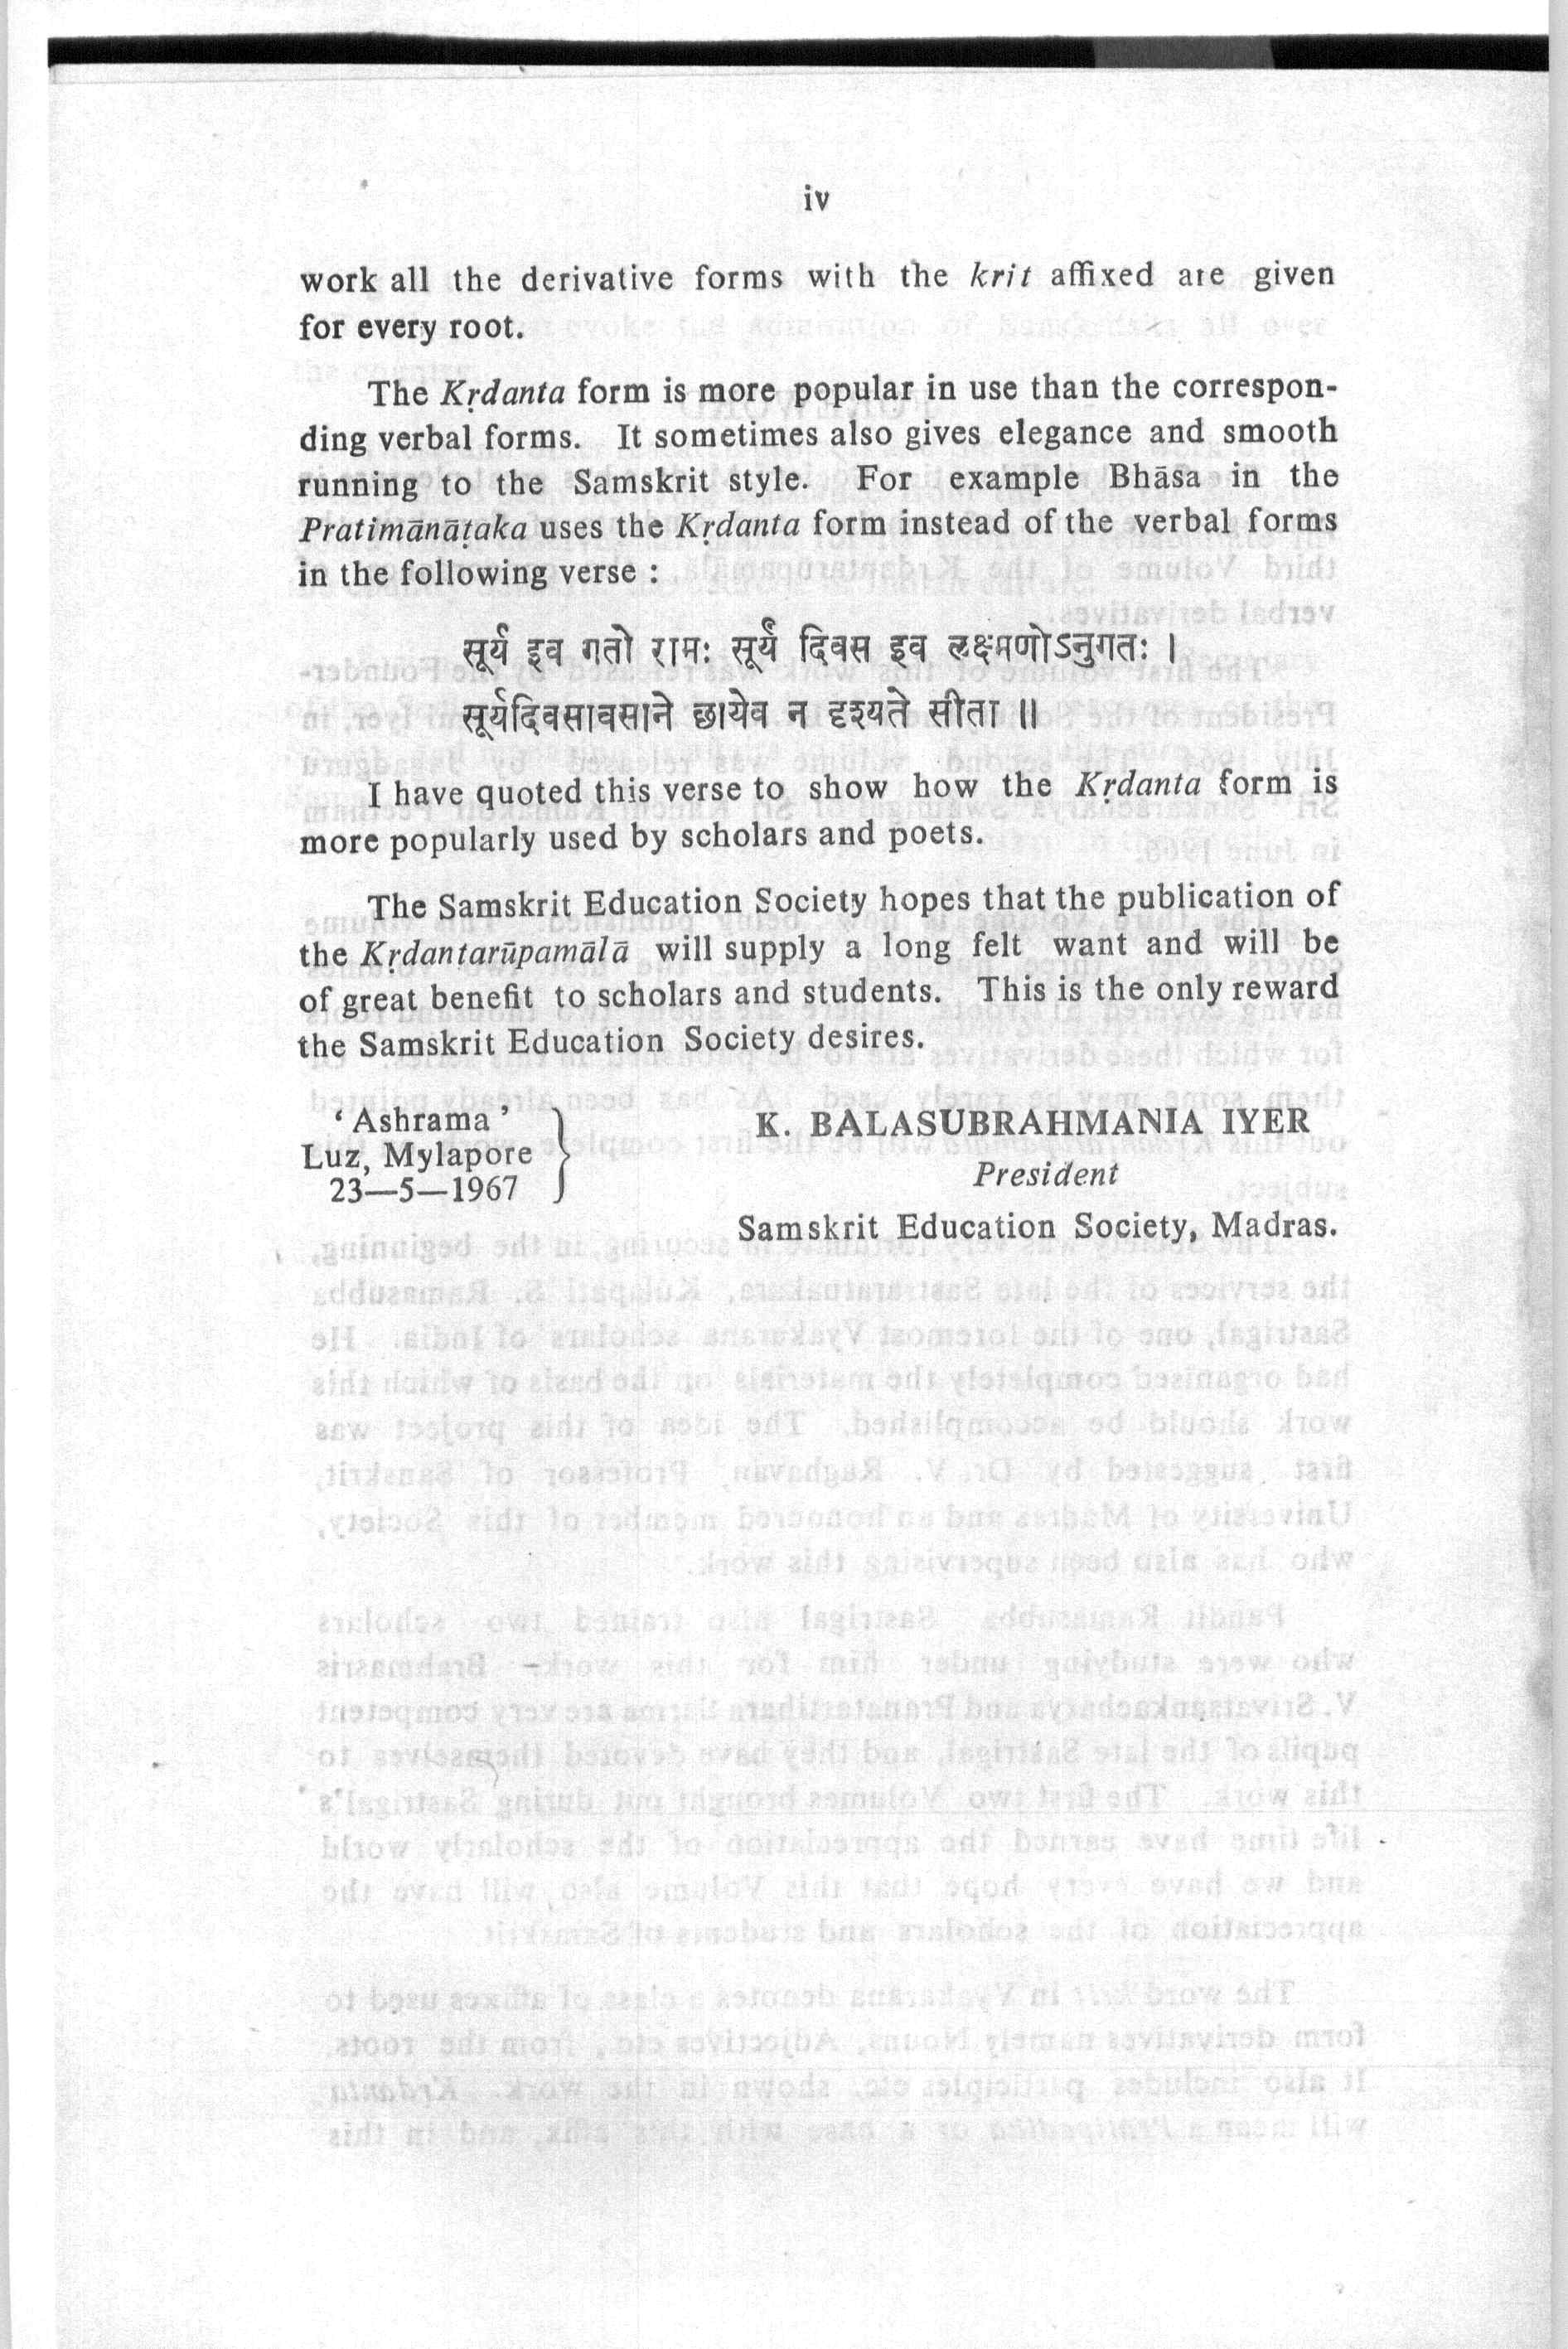 iv
work all the derivative forms with the krit affixed are given
for every root.
The Kṛdanta form is more popular in use than the correspon-
ding verbal forms. It sometimes also gives elegance and smooth
running to the Samskrit style. For example Bhāsa in the
Pratimānāṭaka uses the Kṛdanta form instead of the verbal forms
in the following verse :
सूर्य इव गतो रामः सूर्यं दिवस इव लक्ष्मणोऽनुगतः ।
सूर्यदिवसावसाने छायेव न दृश्यते सीता ॥
I have quoted this verse to show how the Kṛdanta form is
more popularly used by scholars and poets.
The Samskrit Education Society hopes that the publication of
the Kṛdantarūpamālā will supply a long felt want and will be
of great benefit to scholars and students. This is the only reward
the Samskrit Education Society desires.
‘ Ashrama ’
Luz, Mylapore
23—5—1967
K. BALASUBRAHMANIA IYER
President
Samskrit Education Society, Madras.